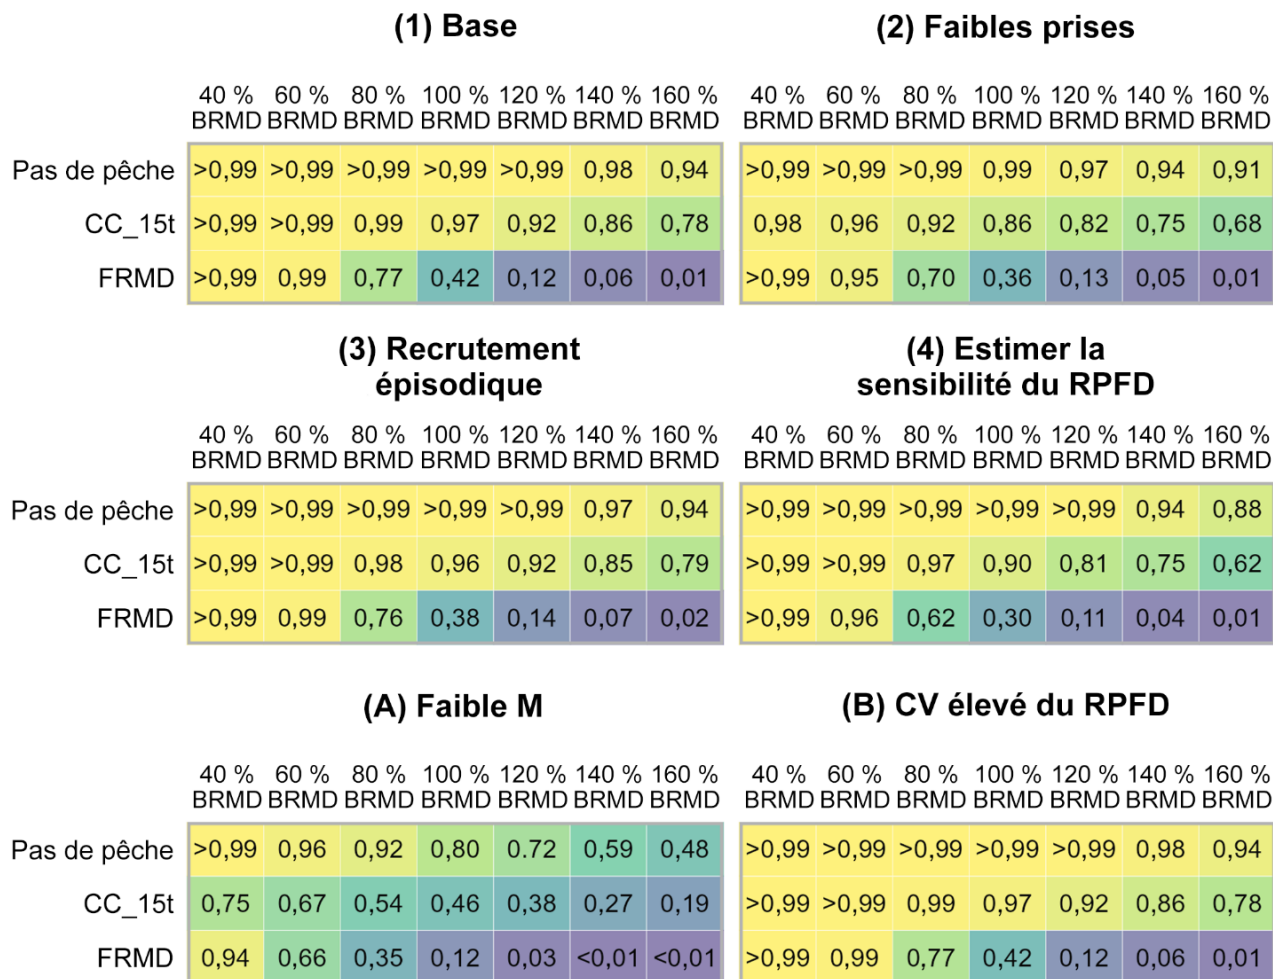 (1) Base
(2) Faibles prises
40 % 60 % 80 % 100 % 120 % 140 % 160 %
BRMD BRMD BRMD BRMD BRMD BRMD BRMD
40 % 60 % 80 % 100 % 120 % 140 % 160 %
BRMD BRMD BRMD BRMD BRMD BRMD BRMD
Pas de pêche >0,99 >0,99 >0,99 >0,99 >0,99 0,98 0,94 >0,99 >0,99 >0,99 0,99 0,97 0,94 0,91
CC_15t >0,99 >0,99 0,99 0,97 0,92 0,86 0,78 0,98 0,96 0,92 0,86 0,82 0,75 0,68
FRMD >0,99 0,99 0,77 0,42 0,12 0,06 0,01 >0,99 0,95 0,70 0,36 0,13 0,05 0,01
(3) Recrutement
épisodique
(4) Estimer la
sensibilité du RPFD
40 % 60 % 80 % 100 % 120 % 140 % 160 %
BRMD BRMD BRMD BRMD BRMD BRMD BRMD
40 % 60 % 80 % 100 % 120 % 140 % 160 %
BRMD BRMD BRMD BRMD BRMD BRMD BRMD
Pas de pêche >0,99 >0,99 >0,99 >0,99 >0,99 0,97 0,94 >0,99 >0,99 >0,99 >0,99 >0,99 0,94 0,88
CC_15t >0,99 >0,99 0,98 0,96 0,92 0,85 0,79 >0,99 >0,99 0,97 0,90 0,81 0,75 0,62
FRMD >0,99 0,99 0,76 0,38 0,14 0,07 0,02 >0,99 0,96 0,62 0,30 0,11 0,04 0,01
(A) Faible M
(B) CV élevé du RPFD
40 % 60 % 80 % 100 % 120 % 140 % 160 %
BRMD BRMD BRMD BRMD BRMD BRMD BRMD
40 % 60 % 80 % 100 % 120 % 140 % 160 %
BRMD BRMD BRMD BRMD BRMD BRMD BRMD
Pas de pêche >0,99 0,96 0,92 0,80 0.72 0,59 0,48 >0,99 >0,99 >0,99 >0,99 >0,99 0,98 0,94
CC_15t 0,75 0,67 0,54 0,46 0,38 0,27 0,19 >0,99 >0,99 0,99 0,97 0,92 0,86 0,78
FRMD 0,94 0,66 0,35 0,12 0,03 <0,01 <0,01 >0,99 0,99 0,77 0,42 0,12 0,06 0,01